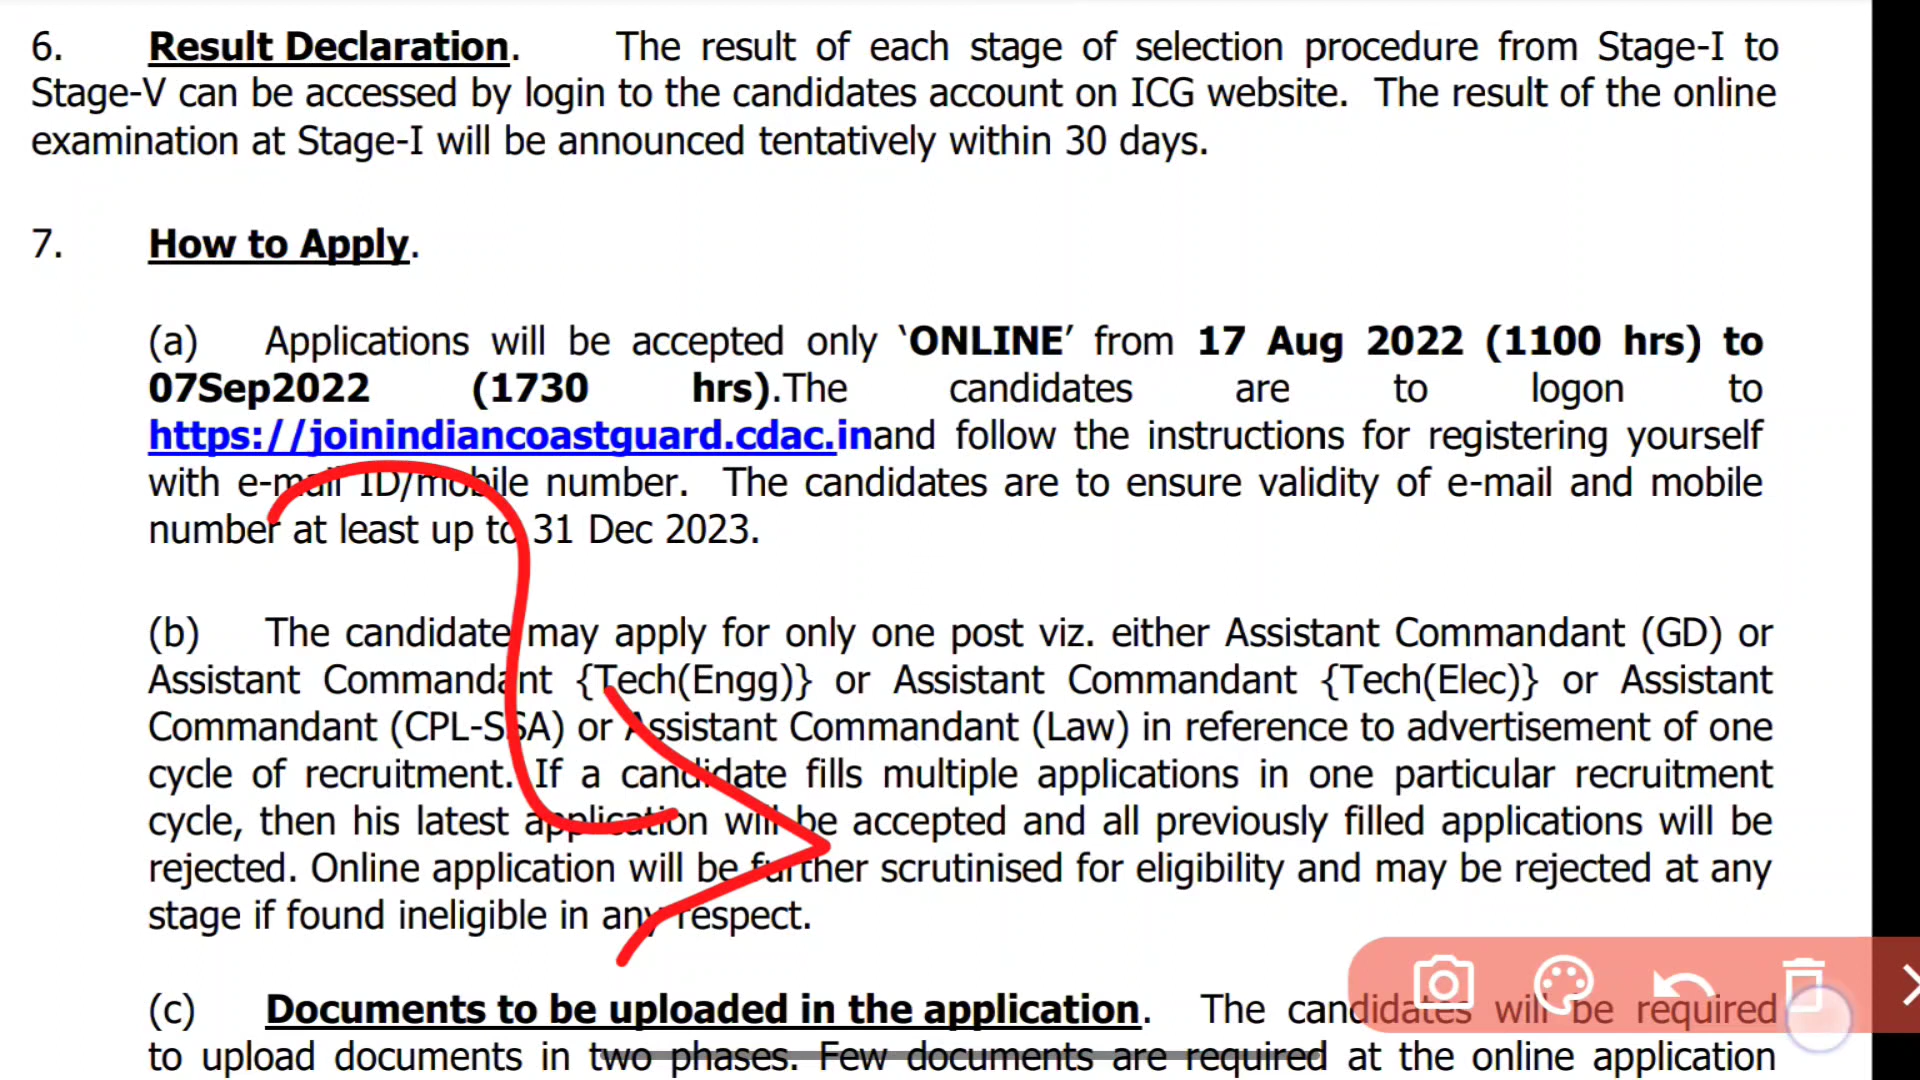 6. Result Declaration. The result of each stage of selection procedure from Stage-I to
Stage-V can be accessed by login to the candidates account on ICG website. The result of the online
examination at Stage-I will be announced tentatively within 30 days.
7. How to Apply.
(a) Applications will be accepted only ‘ONLINE’ from 17 Aug 2022 (1100 hrs) to
07Sep2022 (1730 hrs).The candidates are to logon to
https://joinindiancoastguard.cdac.inand follow the instructions for registering yourself
with e-mail ID/mobile number. The candidates are to ensure validity of e-mail and mobile
number at least up to 31 Dec 2023.
(b) The candidate may apply for only one post viz. either Assistant Commandant (GD) or
Assistant Commandant {Tech(Engg)} or Assistant Commandant {Tech(Elec)} or Assistant
Commandant (CPL-SSA) or Assistant Commandant (Law) in reference to advertisement of one
cycle of recruitment. If a candidate fills multiple applications in one particular recruitment
cycle, then his latest application will be accepted and all previously filled applications will be
rejected. Online application will be further scrutinised for eligibility and may be rejected at any
stage if found ineligible in any respect.
(c) Documents to be uploaded in the application. The candidates will be required
to upload documents in two phases. Few documents are required at the online application